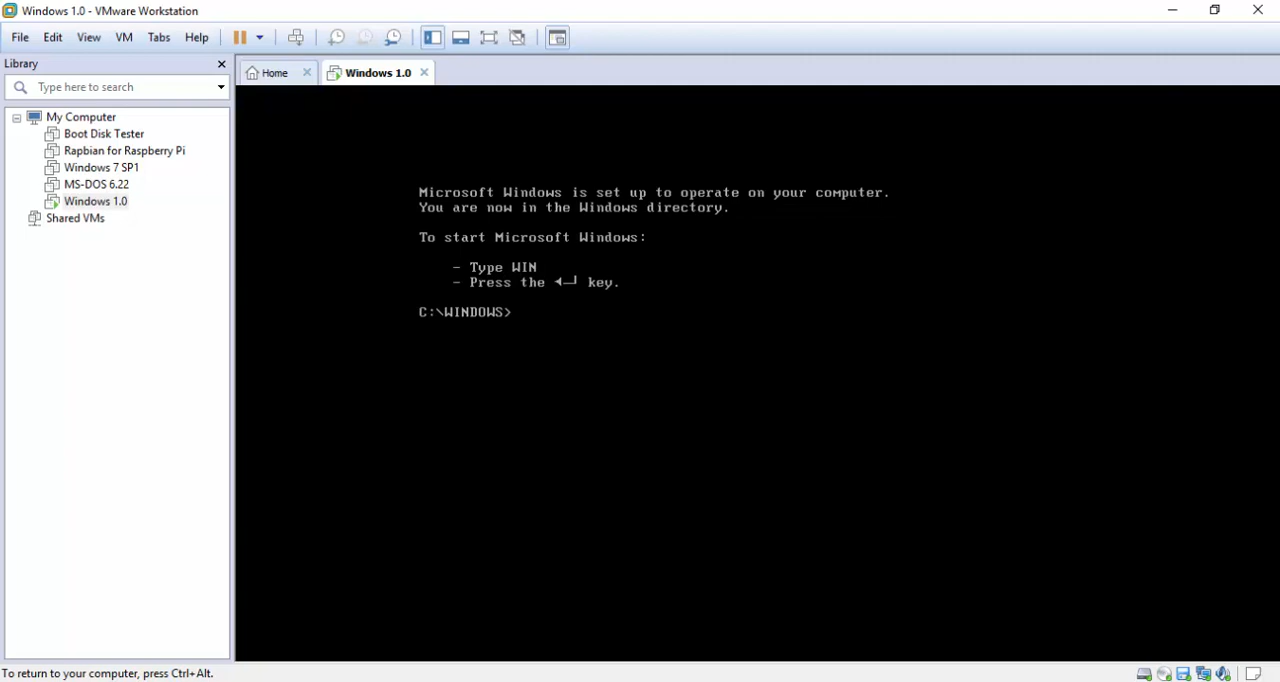 Windows 1.0 - VMware Workstation
File Edit View VM Tabs Help
Library
Type here to search
My Computer
Boot Disk Tester
Rapbian for Raspberry Pi
Windows 7 SP1
MS-DOS 6.22
Windows 1.0
Shared VMs
Home
Windows 1.0
Microsoft Windows is set up to operate on your computer.
You are now in the Windows directory.
To start Microsoft Windows:
- Type WIN
- Press the ◄─┘ key.
C:\WINDOWS>
To return to your computer, press Ctrl+Alt.